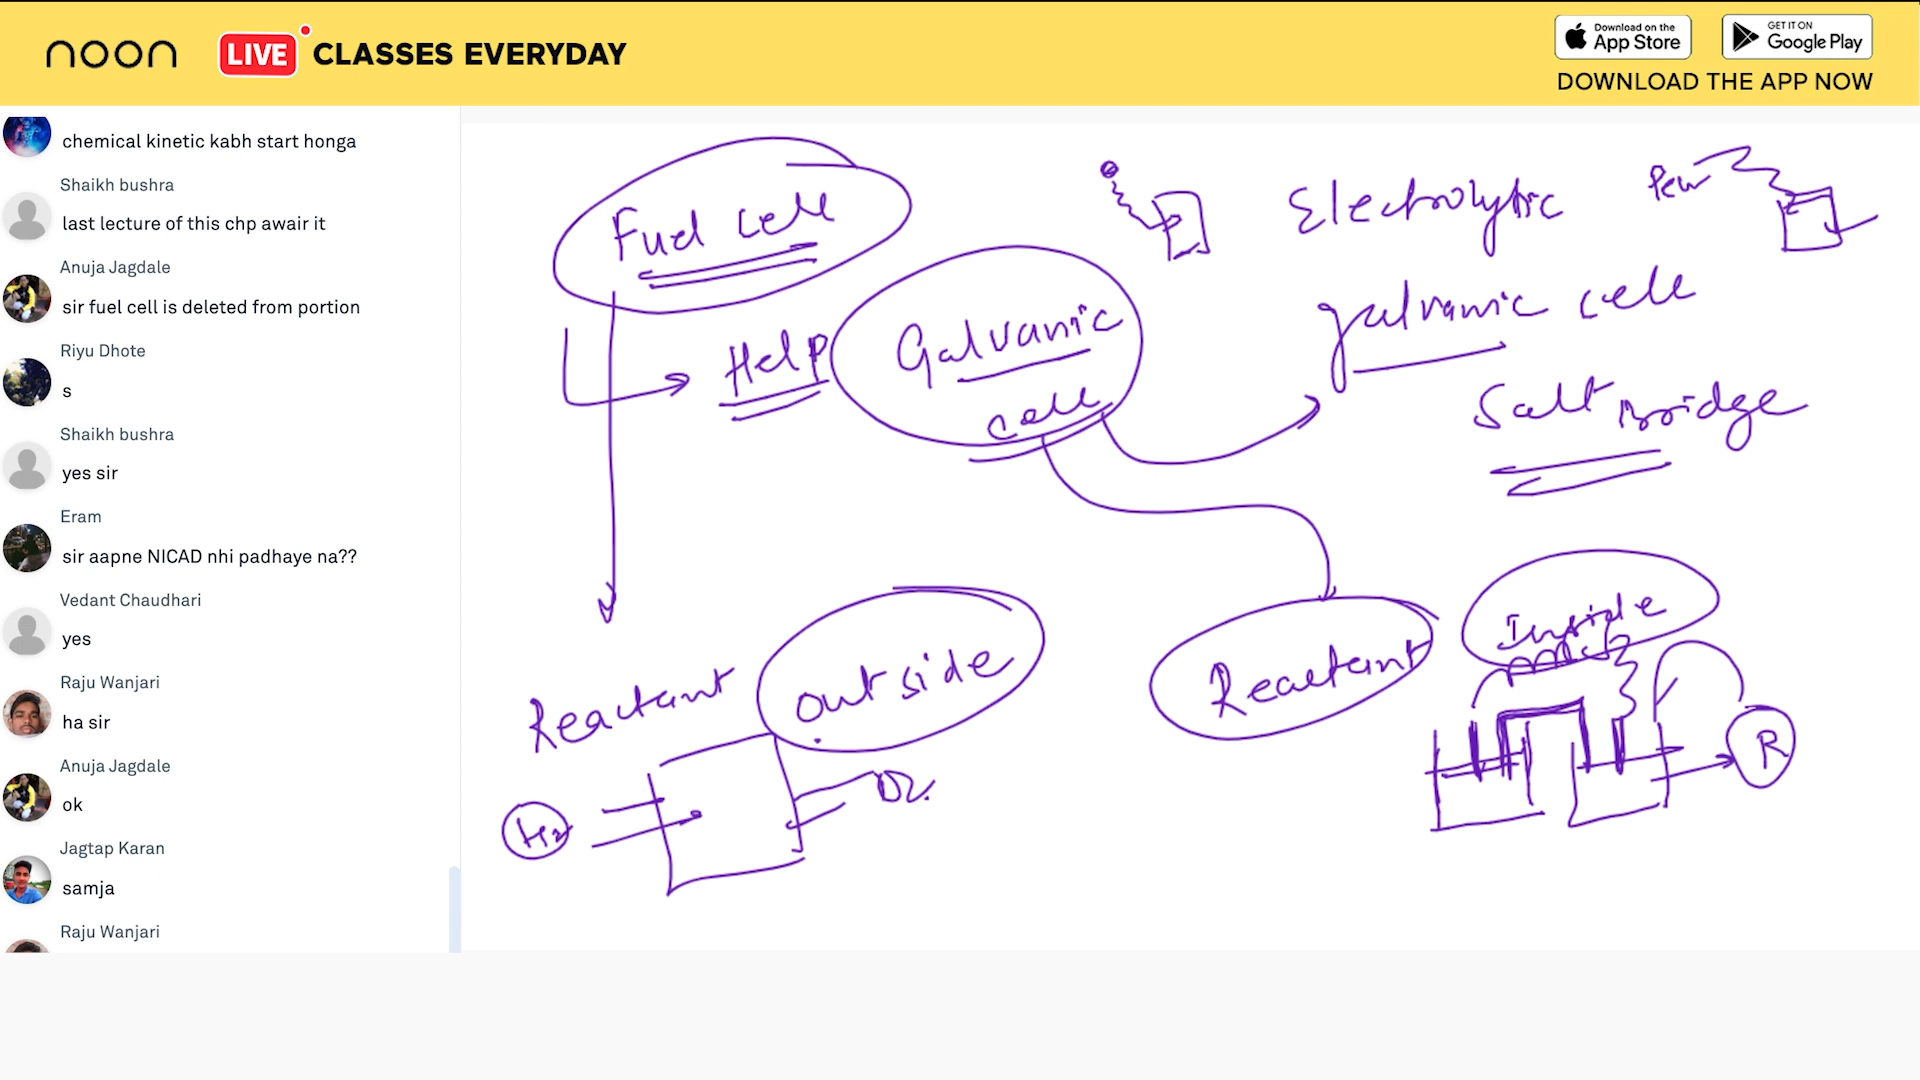 noon LIVE CLASSES EVERYDAY
Download on the
App Store
GET IT ON
Google Play
DOWNLOAD THE APP NOW
chemical kinetic kabh start honga
Shaikh bushra
last lecture of this chp awair it
Anuja Jagdale
sir fuel cell is deleted from portion
Riyu Dhote
s
Shaikh bushra
yes sir
Eram
sir aapne NICAD nhi padhaye na??
Vedant Chaudhari
yes
Raju Wanjari
ha sir
Anuja Jagdale
ok
Jagtap Karan
samja
Raju Wanjari
Fuel cell
Electrolytic
Help
Galvanic
cell
galvanic cell
Salt Bridge
Reactant outside
Reactant Inside
H2
O2
R